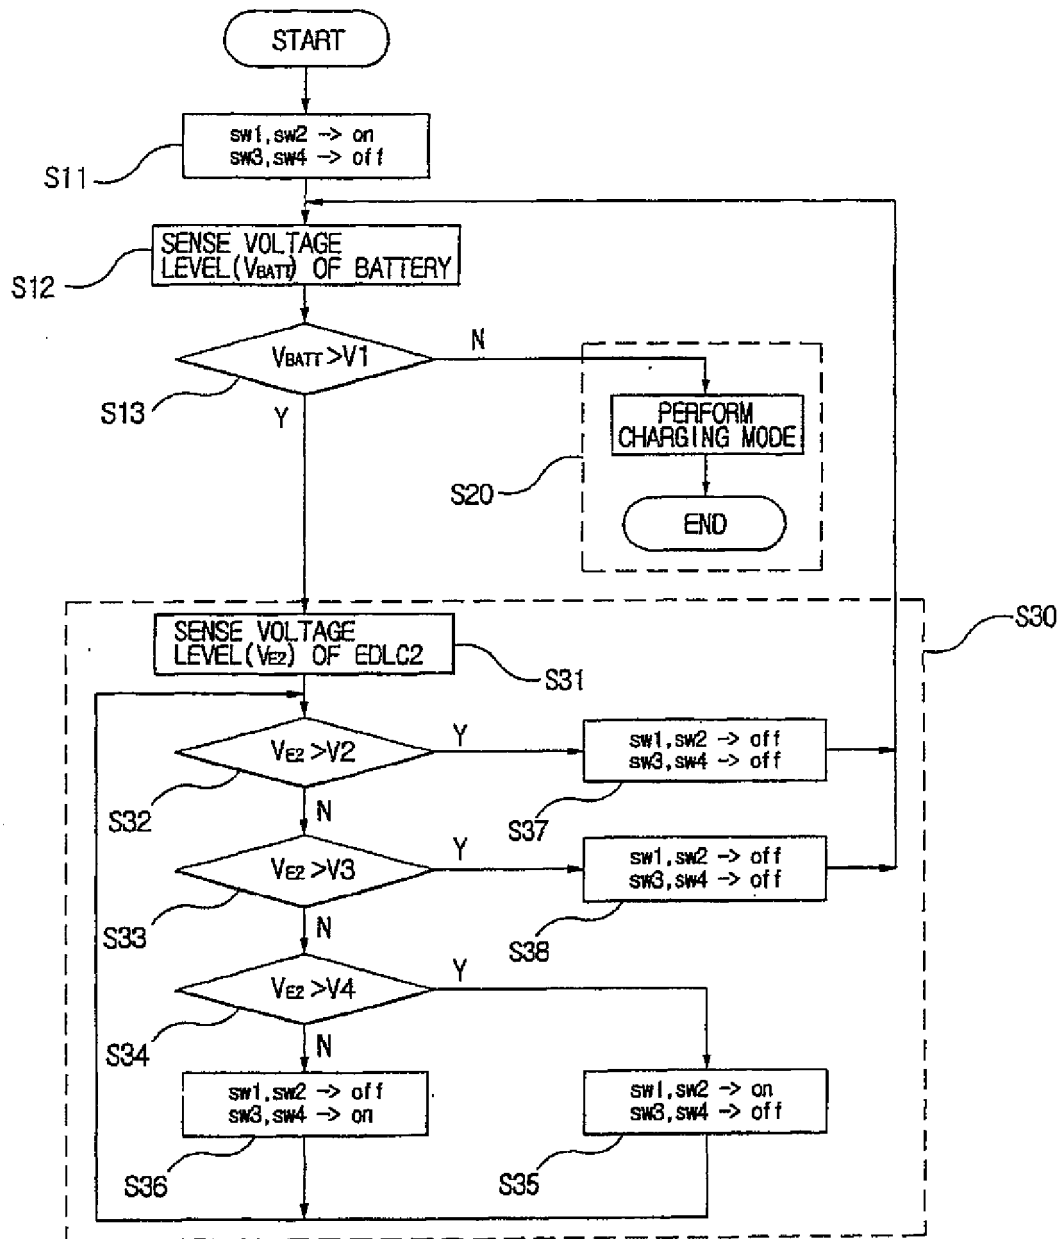 START
sw1,sw2 -> on
sw3,sw4 -> off
S11
SENSE VOLTAGE
LEVEL(VBATT) OF BATTERY
S12
VBATT>V1
N
S13
Y
PERFORM
CHARGING MODE
S20
END
SENSE VOLTAGE
LEVEL(VE2) OF EDLC2
S30
S31
VE2>V2
Y
sw1,sw2 -> off
sw3,sw4 -> off
S32
N
S37
VE2>V3
Y
sw1,sw2 -> off
sw3,sw4 -> off
S33
N
S38
VE2>V4
Y
S34
N
sw1,sw2 -> off
sw3,sw4 -> on
sw1,sw2 -> on
sw3,sw4 -> off
S36
S35